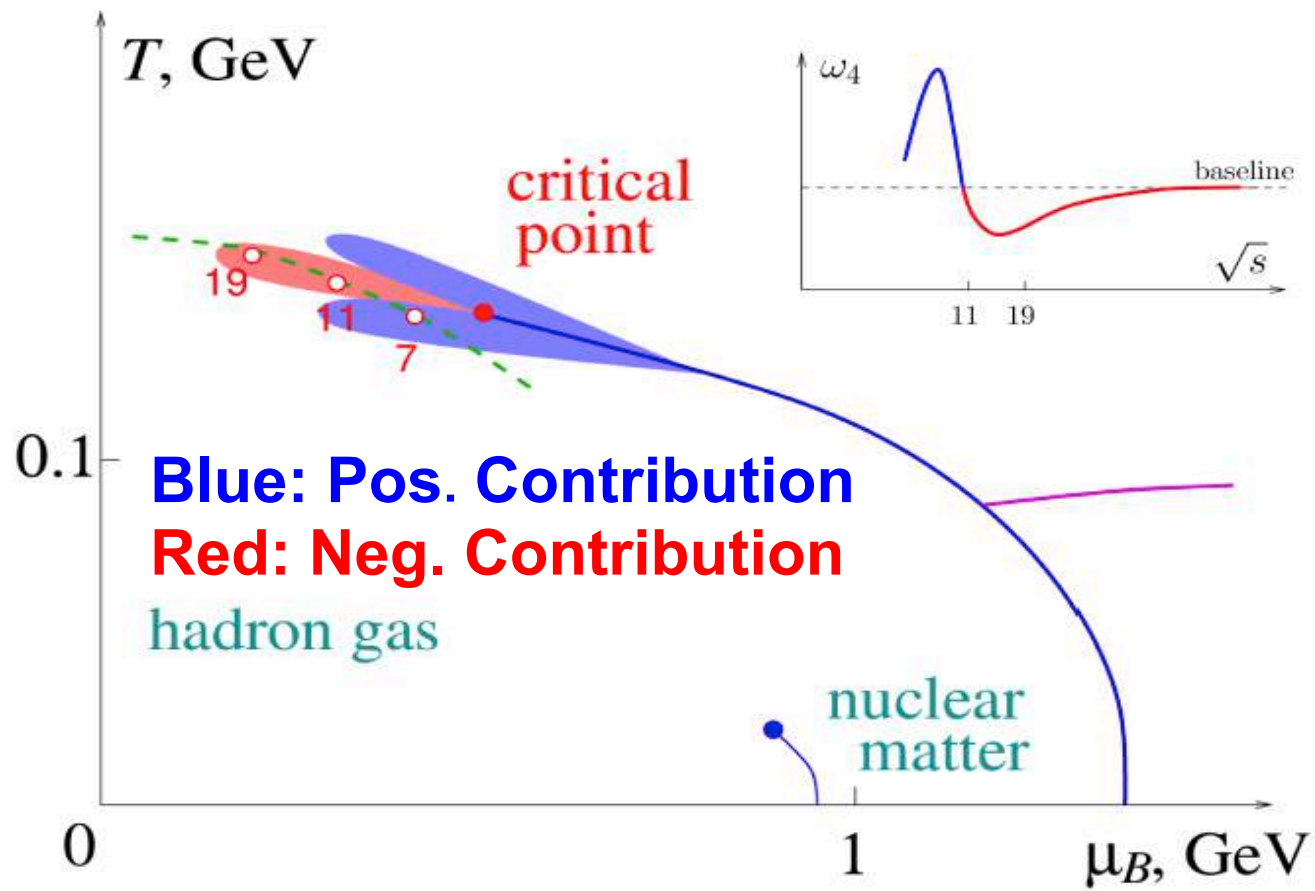 T, GeV
ω₄
baseline
√s
11 19
critical
point
19
11
7
0.1
Blue: Pos. Contribution
Red: Neg. Contribution
hadron gas
nuclear
matter
0
1
μ_B, GeV